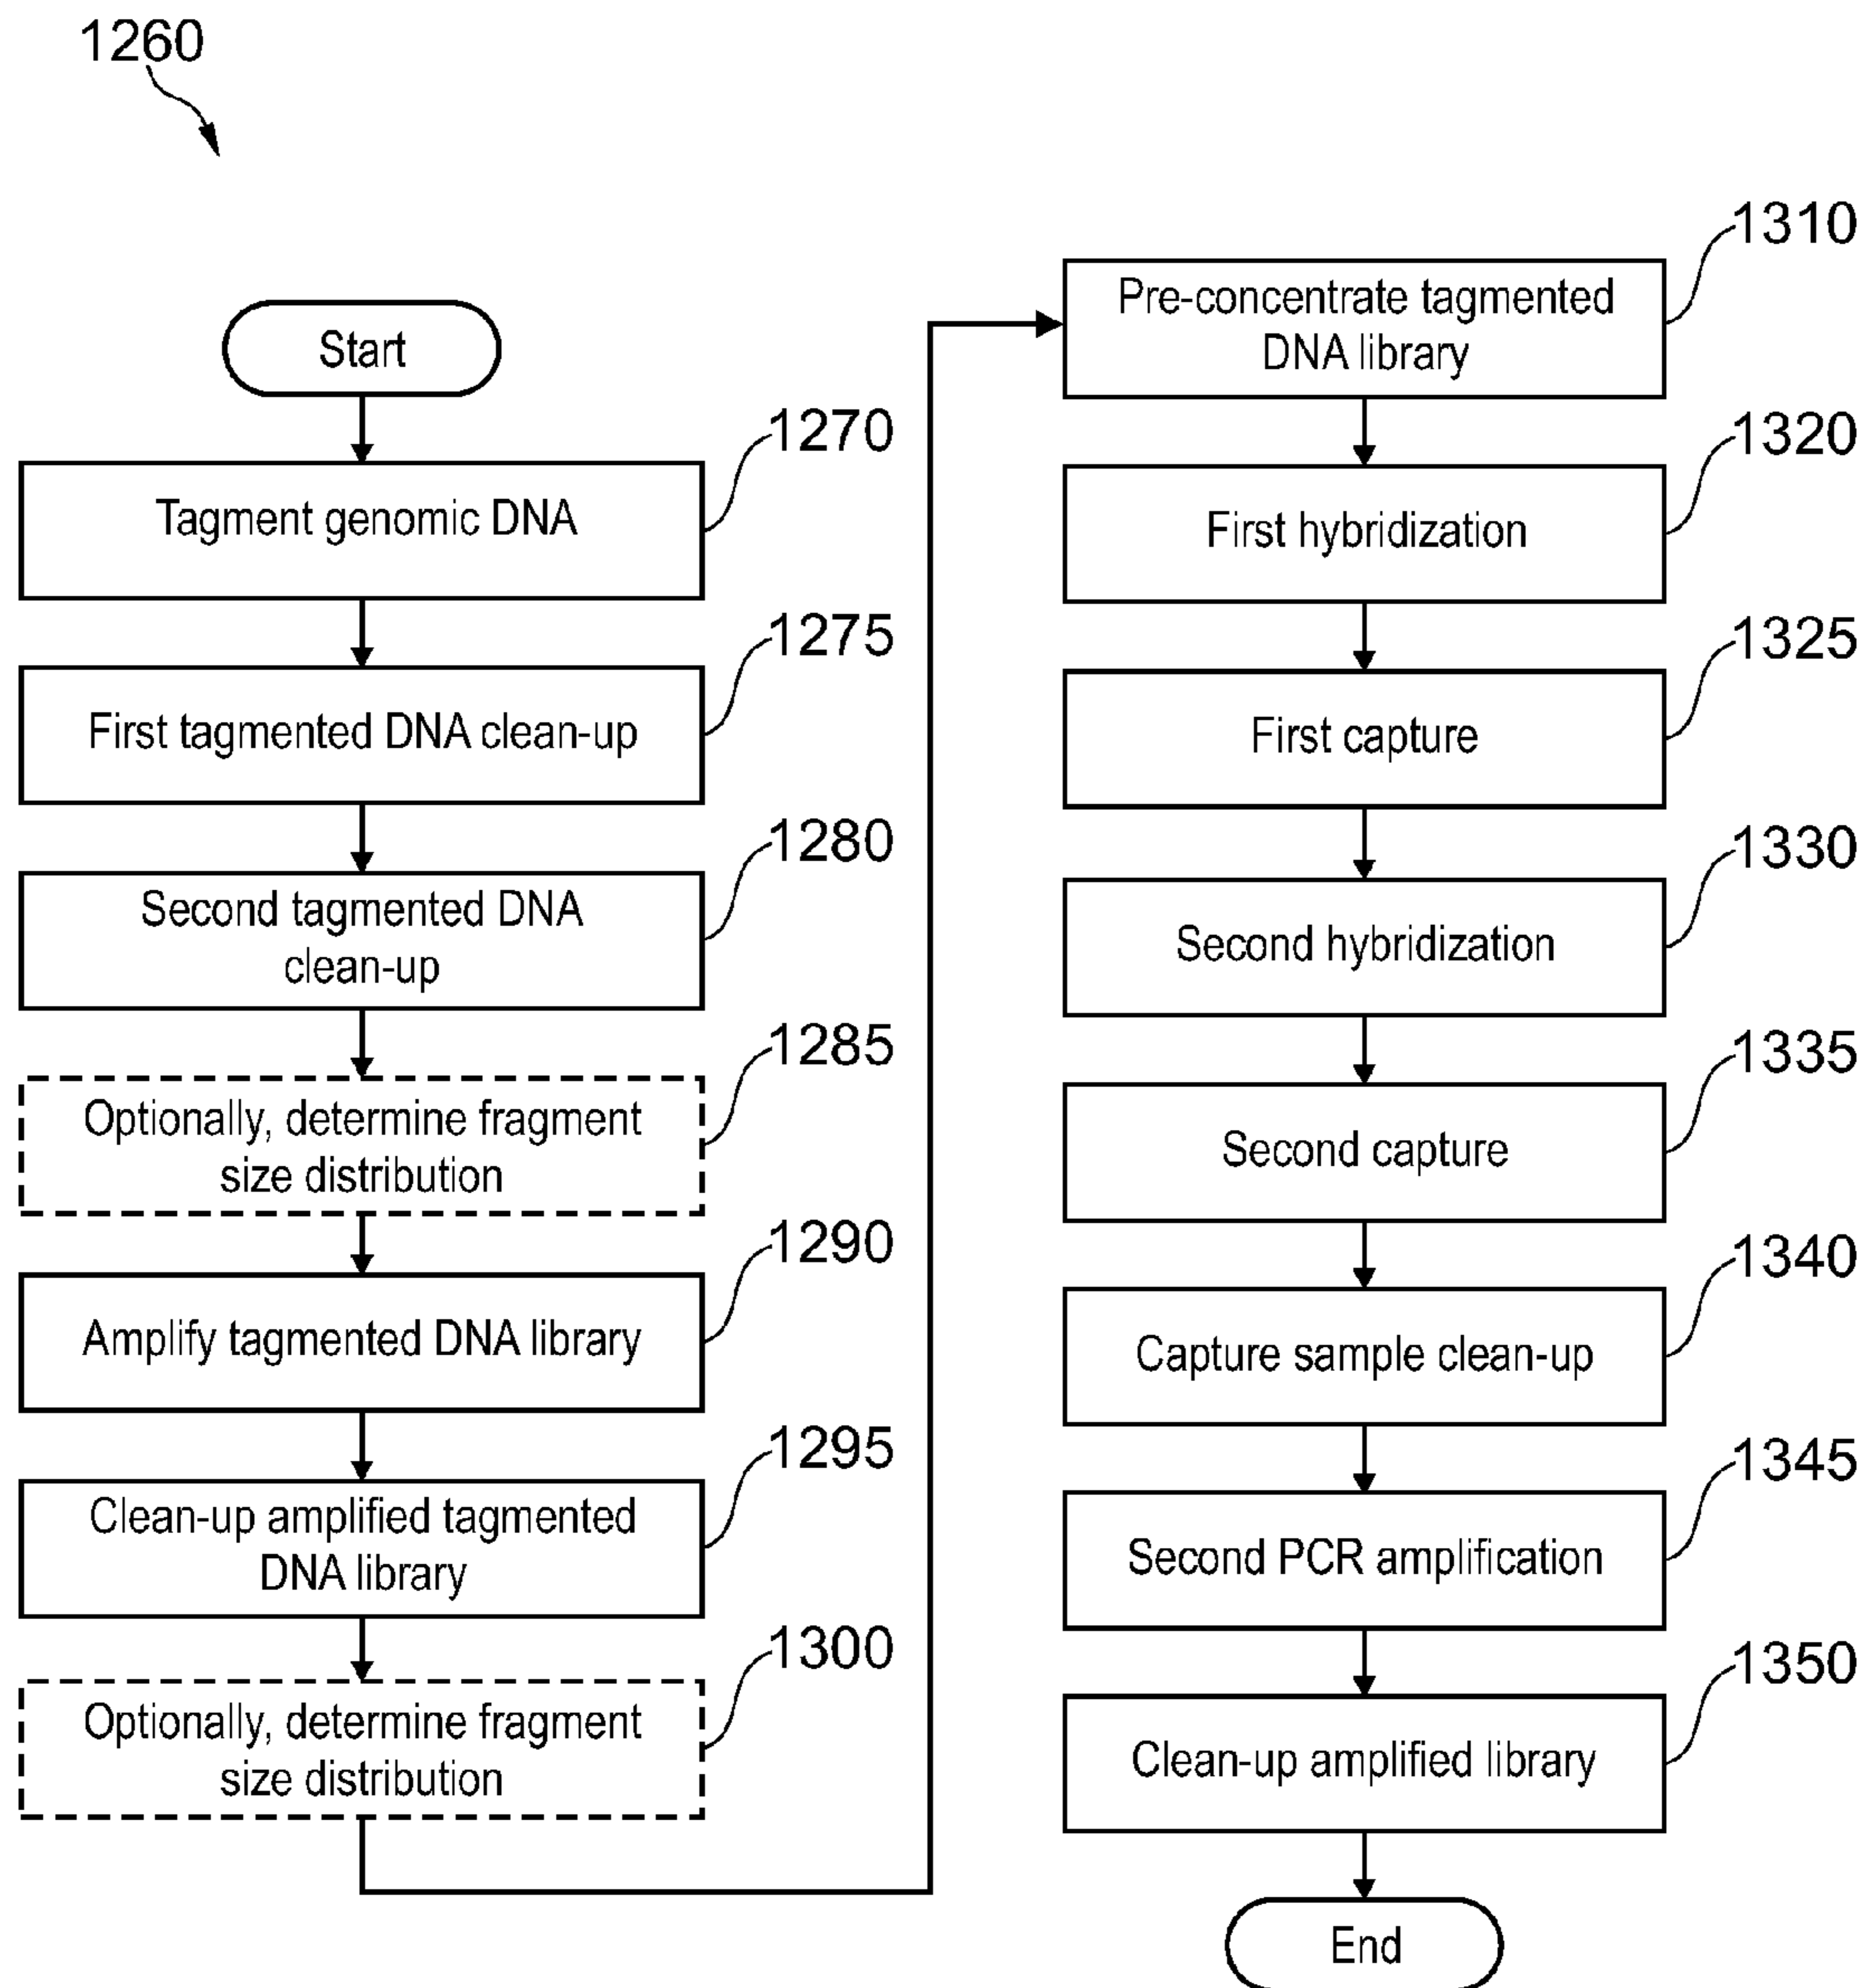 1260
Start
1270
Tagment genomic DNA
1275
First tagmented DNA clean-up
1280
Second tagmented DNA
clean-up
1285
Optionally, determine fragment
size distribution
1290
Amplify tagmented DNA library
1295
Clean-up amplified tagmented
DNA library
1300
Optionally, determine fragment
size distribution
1310
Pre-concentrate tagmented
DNA library
1320
First hybridization
1325
First capture
1330
Second hybridization
1335
Second capture
1340
Capture sample clean-up
1345
Second PCR amplification
1350
Clean-up amplified library
End